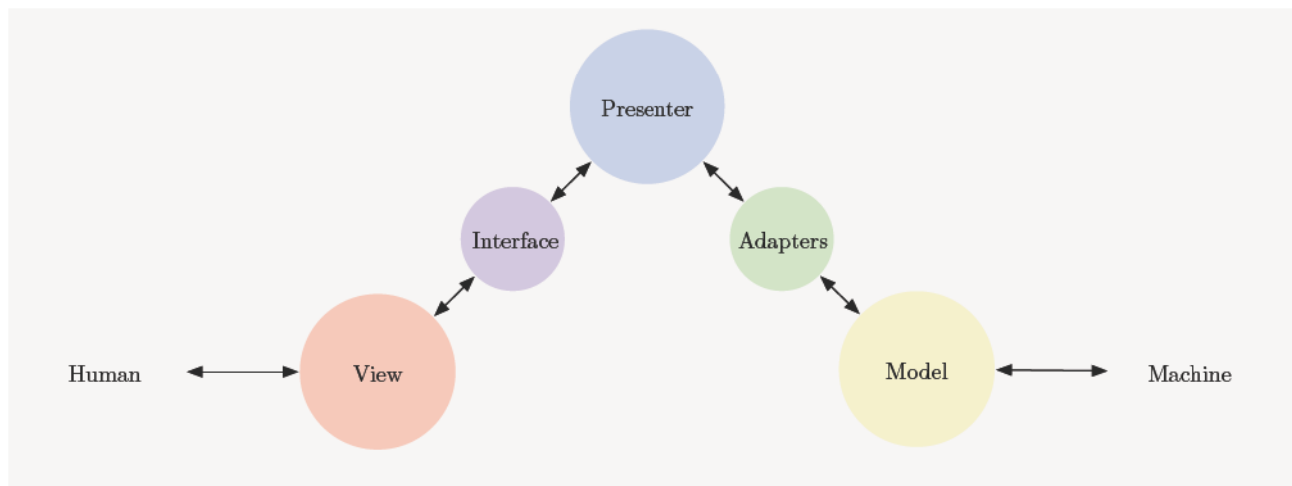 Presenter
Interface
Adapters
Human
View
Model
Machine